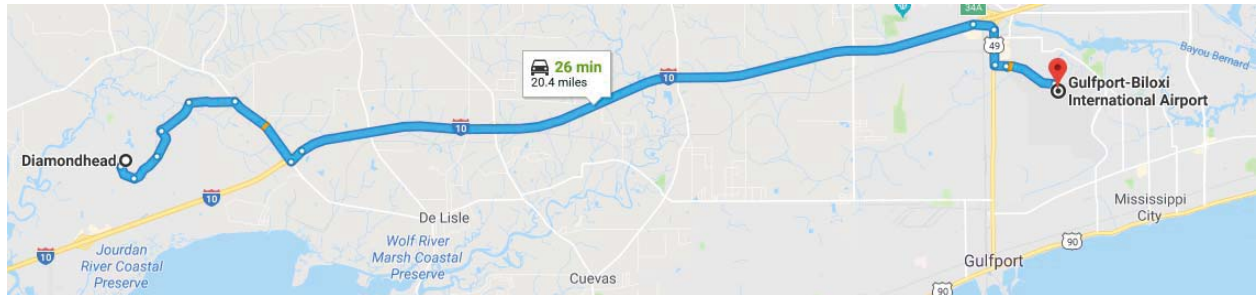 34A
49
Bayou Bernard
26 min
20.4 miles
10
Gulfport-Biloxi
International Airport
10
Diamondhead
10
De Lisle
Mississippi
City
Jourdan
River Coastal
Preserve
Wolf River
Marsh Coastal
Preserve
90
10
Gulfport
Cuevas
90